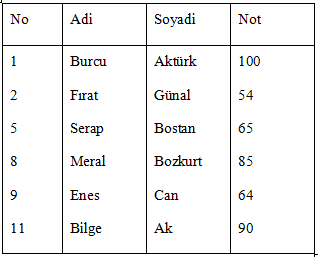 No Adi Soyadi Not
1 Burcu Aktürk 100
2 Fırat Günal 54
5 Serap Bostan 65
8 Meral Bozkurt 85
9 Enes Can 64
11 Bilge Ak 90